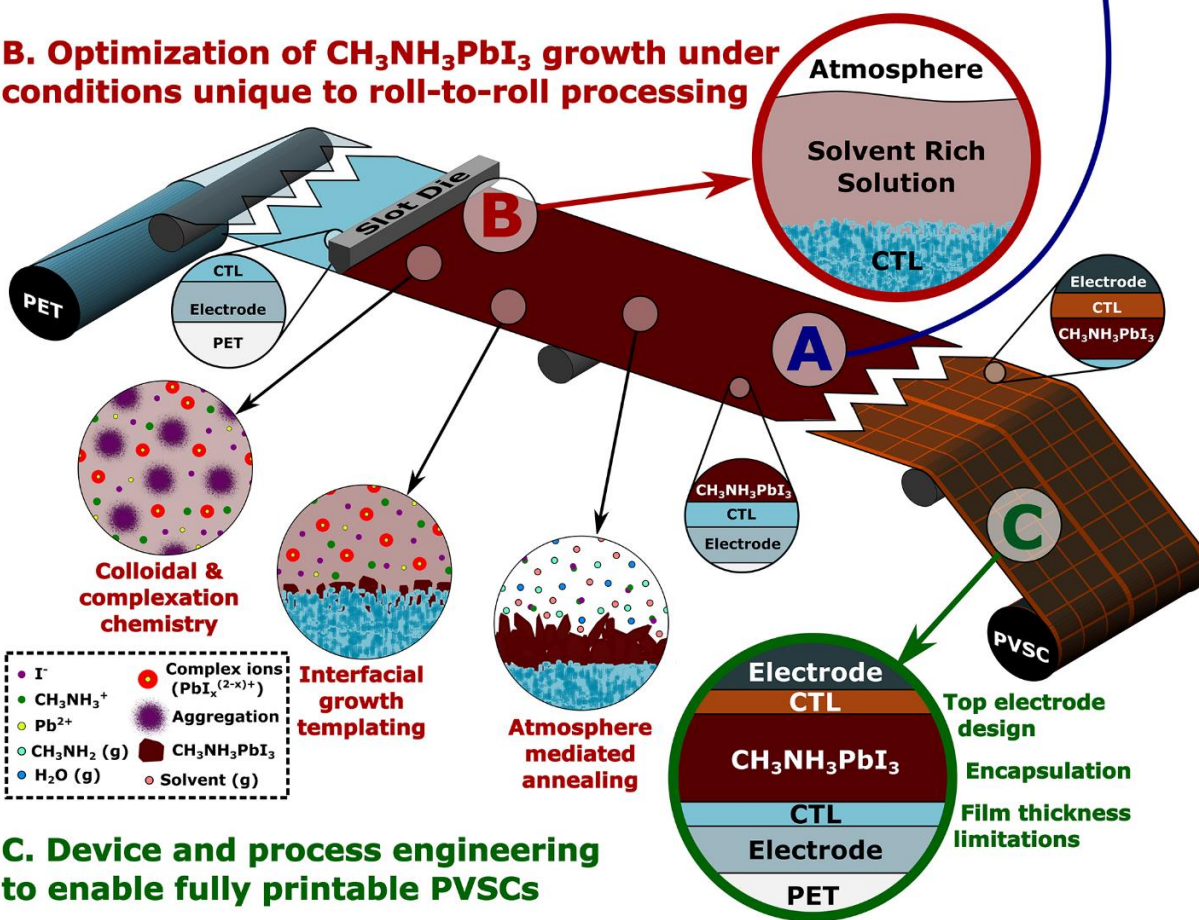 B. Optimization of CH₃NH₃PbI₃ growth under
conditions unique to roll-to-roll processing
Atmosphere
Solvent Rich
Solution
CTL
Slot Die
B
PET
CTL
Electrode
PET
A
Electrode
CTL
CH₃NH₃PbI₃
CH₃NH₃PbI₃
CTL
Electrode
C
PVSC
Colloidal &
complexation
chemistry
Interfacial
growth
templating
Atmosphere
mediated
annealing
I⁻
CH₃NH₃⁺
Pb²⁺
CH₃NH₂ (g)
H₂O (g)
Complex ions
(PbIₓ⁽²⁻ˣ⁾⁺)
Aggregation
CH₃NH₃PbI₃
Solvent (g)
Electrode
CTL
CH₃NH₃PbI₃
CTL
Electrode
PET
Top electrode
design
Encapsulation
Film thickness
limitations
C. Device and process engineering
to enable fully printable PVSCs